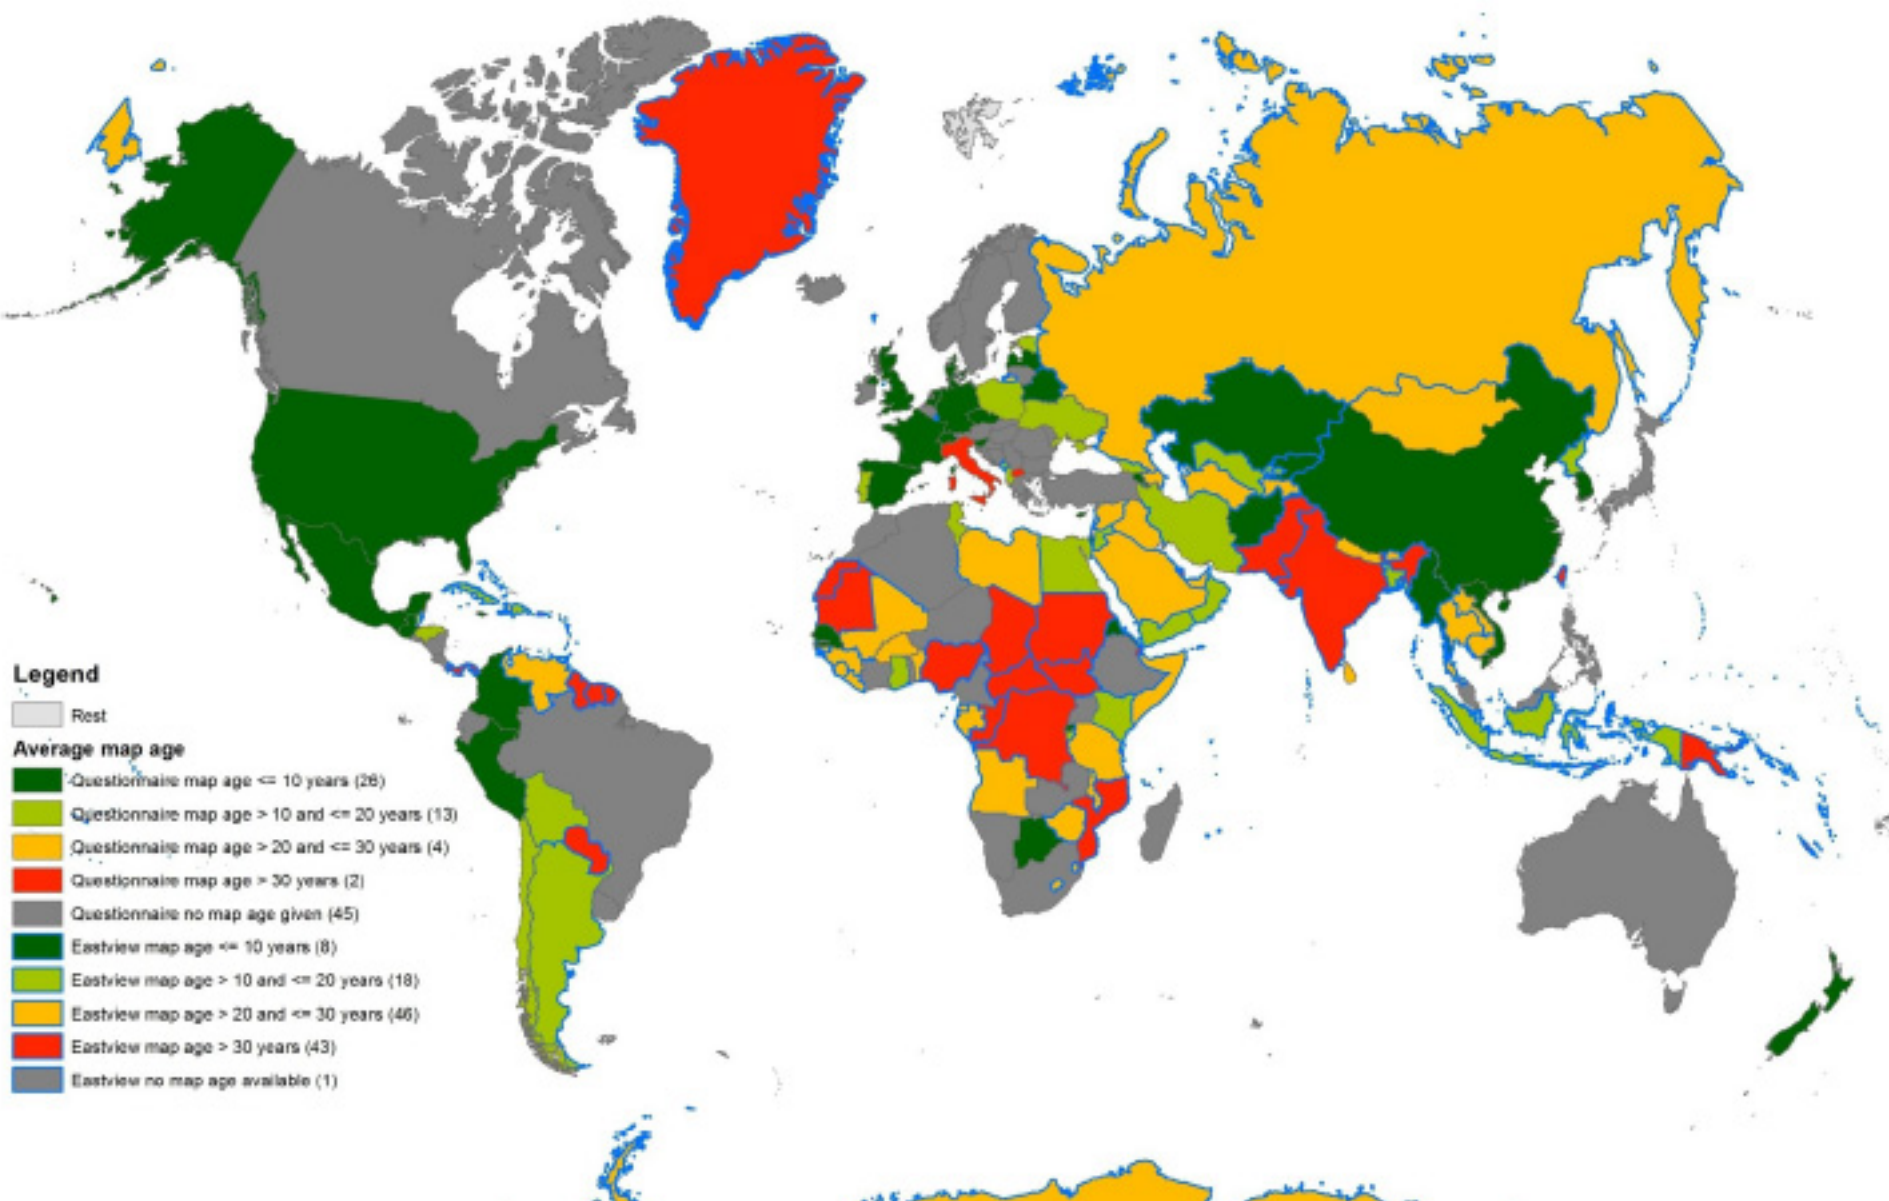 Legend
Rest
Average map age
Questionnaire map age <= 10 years (26)
Questionnaire map age > 10 and <= 20 years (13)
Questionnaire map age > 20 and <= 30 years (4)
Questionnaire map age > 30 years (2)
Questionnaire no map age given (45)
Eastview map age <= 10 years (8)
Eastview map age > 10 and <= 20 years (18)
Eastview map age > 20 and <= 30 years (46)
Eastview map age > 30 years (43)
Eastview no map age available (1)